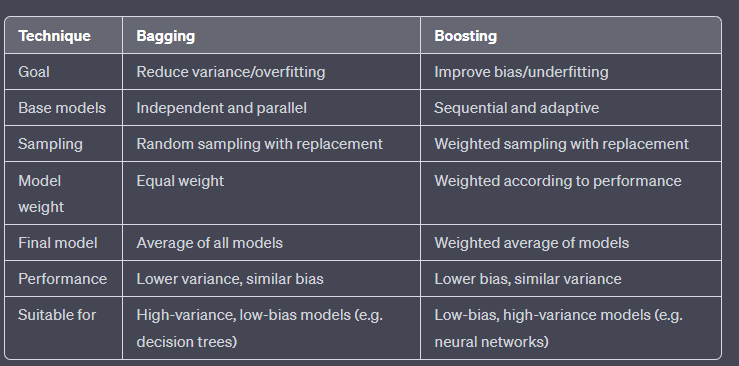 Technique Bagging Boosting
Goal Reduce variance/overfitting Improve bias/underfitting
Base models Independent and parallel Sequential and adaptive
Sampling Random sampling with replacement Weighted sampling with replacement
Model Equal weight Weighted according to performance
weight
Final model Average of all models Weighted average of models
Performance Lower variance, similar bias Lower bias, similar variance
Suitable for High-variance, low-bias models (e.g. Low-bias, high-variance models (e.g.
decision trees) neural networks)